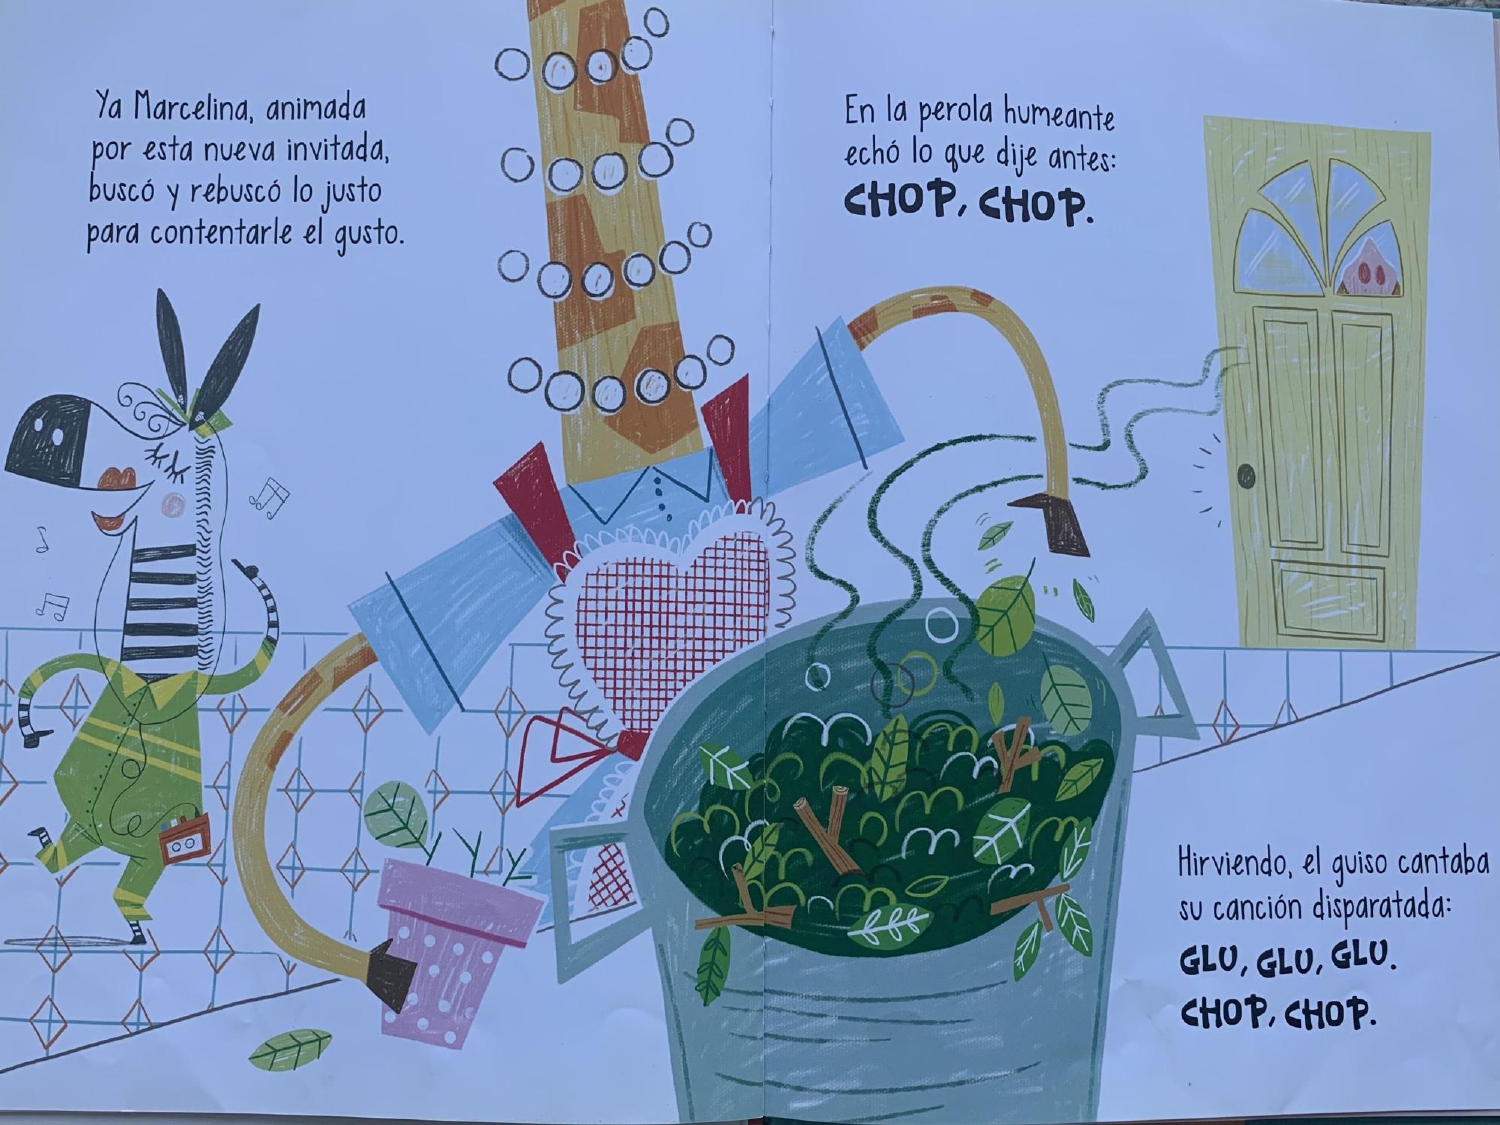 Ya Marcelina, animada
por esta nueva invitada,
buscó y rebuscó lo justo
para contentarle el gusto.
En la perola humeante
echó lo que dije antes:
CHOP, CHOP.
Hirviendo, el guiso cantaba
su canción disparatada:
GLU, GLU, GLU.
CHOP, CHOP.